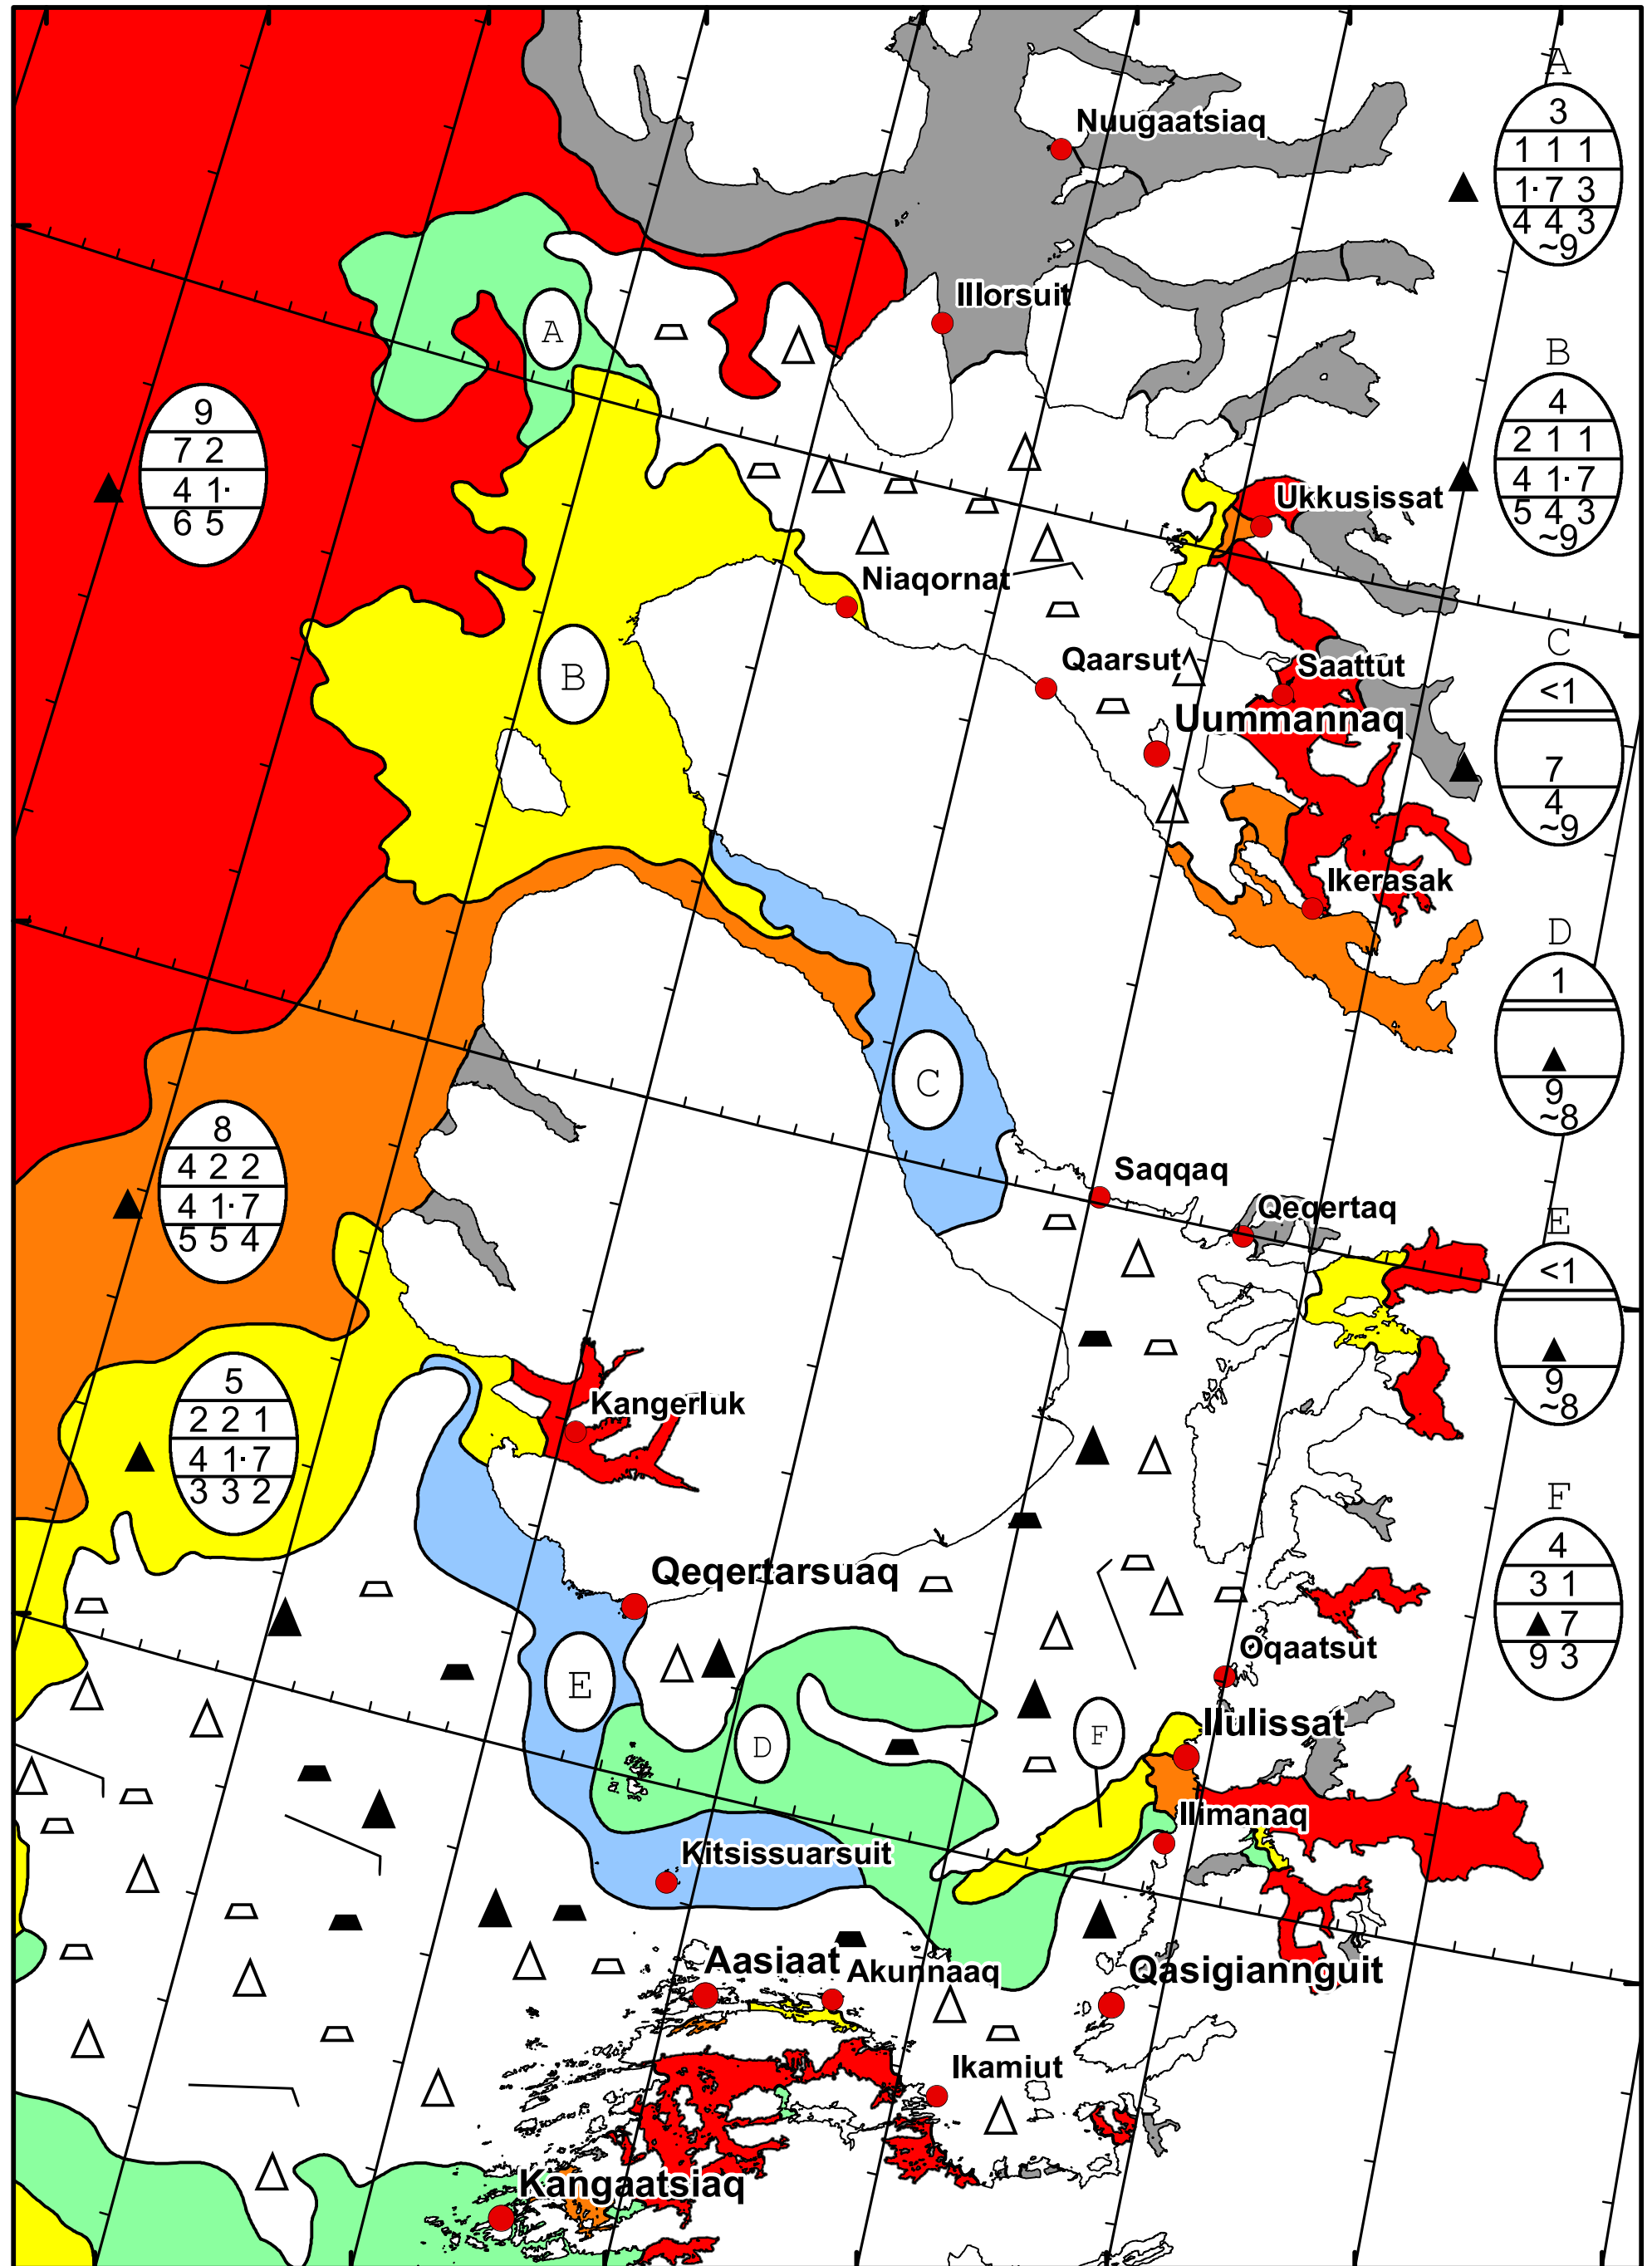 A
3
1 1 1
1· 7 3
4 4 3
~9
Nuugaatsiaq
Illorsuit
A
B
4
2 1 1
4 1· 7
5 4 3
~9
9
7 2
4 1·
6 5
Ukkusissat
Niaqornat
B
Qaarsut
Saattut
Uummannaq
C
<1
7
4
~9
Ikerasak
D
1
9
~8
C
8
4 2 2
4 1· 7
5 5 4
Saqqaq
Qeqertaq
E
<1
9
~8
5
2 2 1
4 1· 7
3 3 2
Kangerluk
F
4
3 1
7
9 3
Qeqertarsuaq
E
Oqaatsut
D
F
Ilulissat
Ilimanaq
Kitsissuarsuit
Aasiaat
Akunnaaq
Qasigiannguit
Ikamiut
Kangaatsiaq